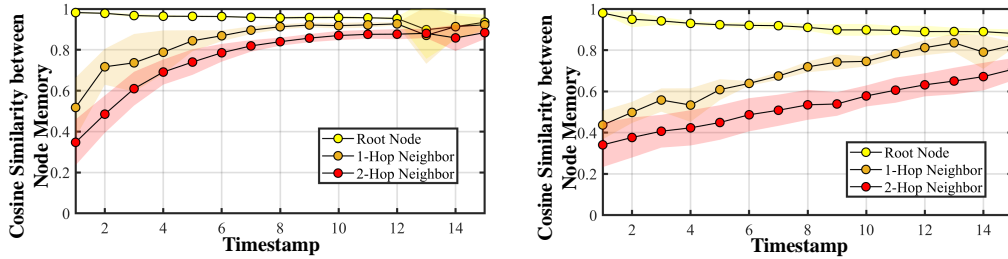 Cosine Similarity between
Node Memory
1
0.8
0.6
0.4
0.2
0
2
4
6
8
10
12
14
Timestamp
Root Node
1-Hop Neighbor
2-Hop Neighbor
Cosine Similarity between
Node Memory
1
0.8
0.6
0.4
0.2
0
2
4
6
8
10
12
14
Timestamp
Root Node
1-Hop Neighbor
2-Hop Neighbor